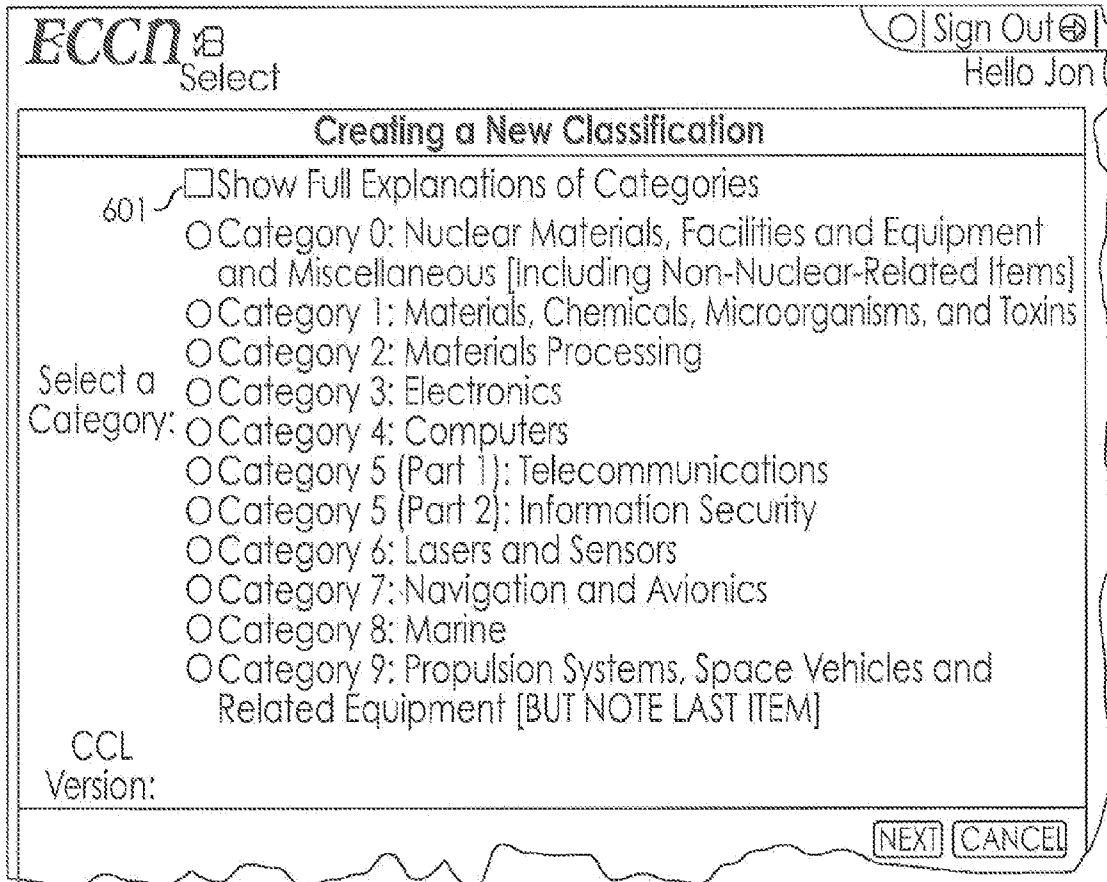 ECCN
Select
Sign Out
Hello Jon
Creating a New Classification
Show Full Explanations of Categories
601
Category 0: Nuclear Materials, Facilities and Equipment
and Miscellaneous [Including Non-Nuclear-Related Items]
Category 1: Materials, Chemicals, Microorganisms, and Toxins
Category 2: Materials Processing
Select a
Category:
Category 3: Electronics
Category 4: Computers
Category 5 (Part 1): Telecommunications
Category 5 (Part 2): Information Security
Category 6: Lasers and Sensors
Category 7: Navigation and Avionics
Category 8: Marine
Category 9: Propulsion Systems, Space Vehicles and
Related Equipment [BUT NOTE LAST ITEM]
CCL
Version:
NEXT CANCEL